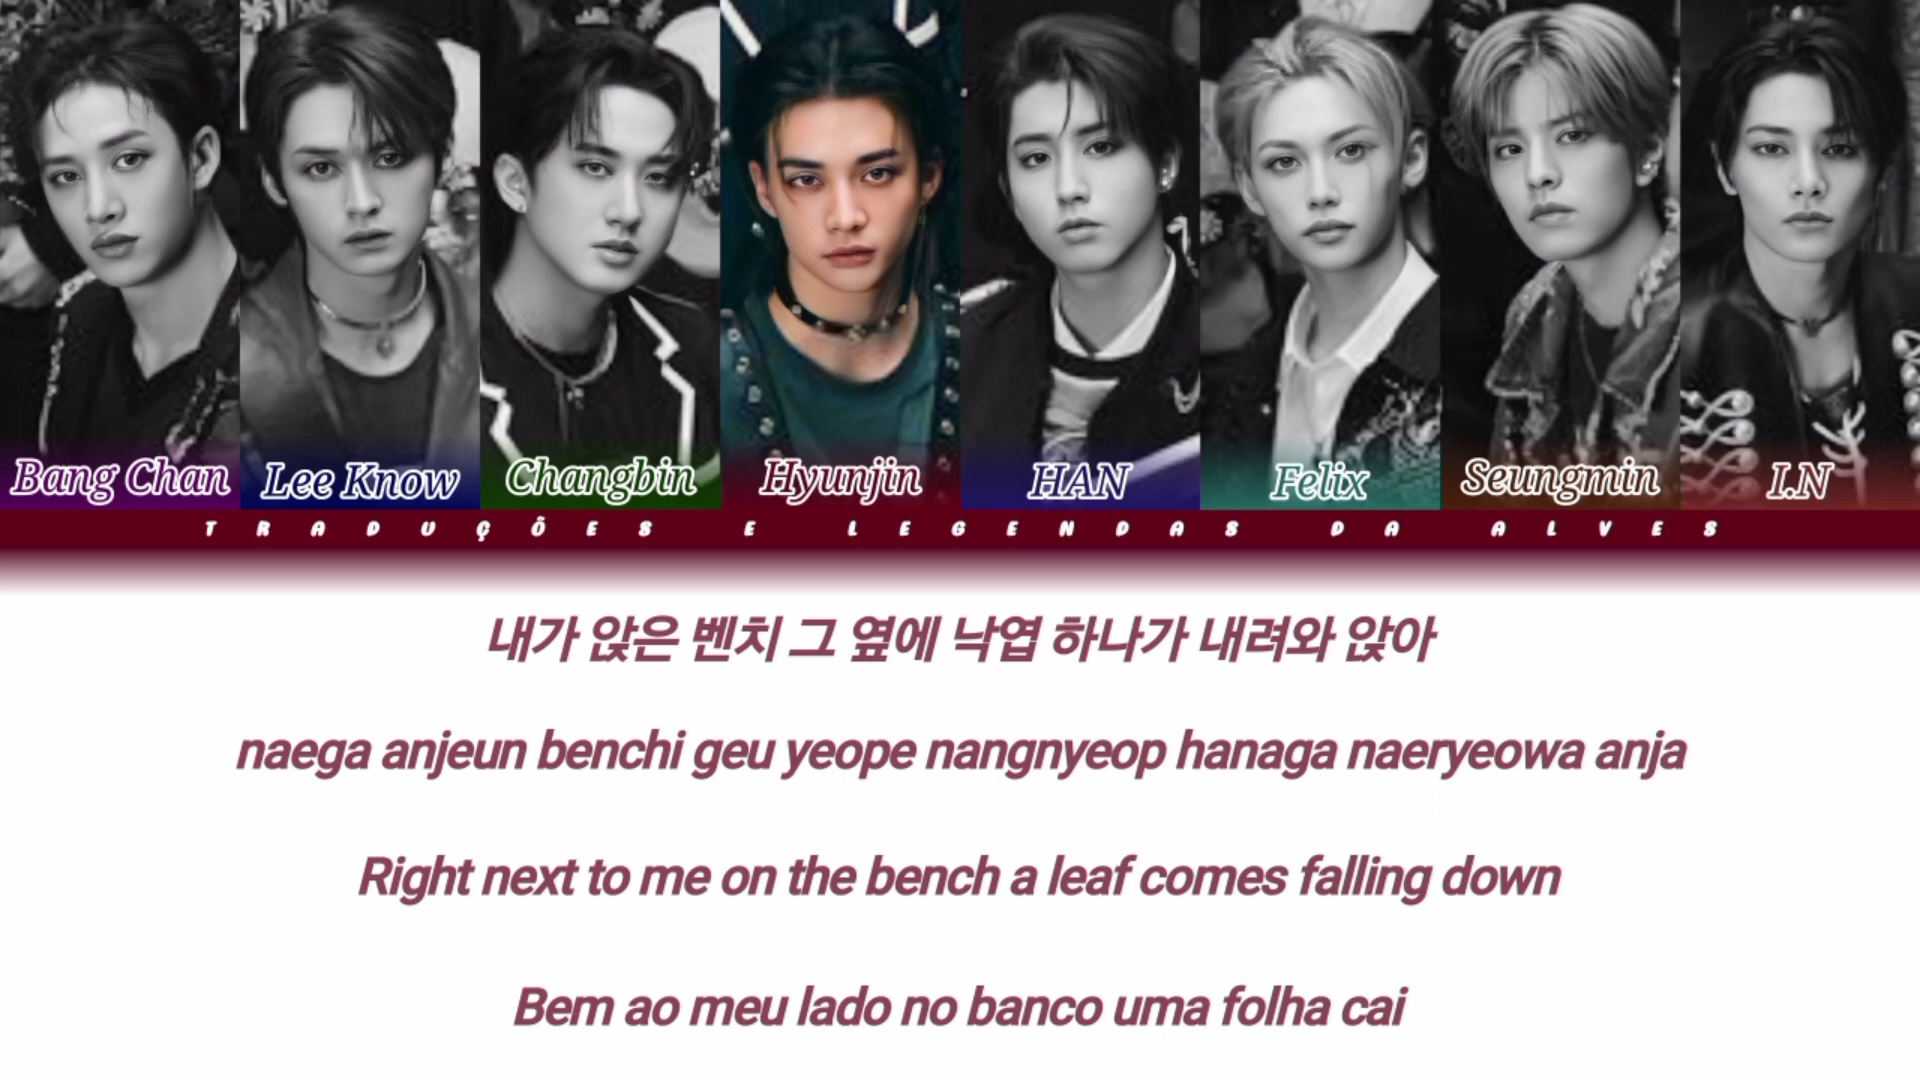 Bang Chan Lee Know Changbin Hyunjin HAN Felix Seungmin I.N
TRADUÇÕES E LEGENDAS DA ALVES
내가 앉은 벤치 그 옆에 낙엽 하나가 내려와 앉아
naega anjeun benchi geu yeope nangnyeop hanaga naeryeowa anja
Right next to me on the bench a leaf comes falling down
Bem ao meu lado no banco uma folha cai